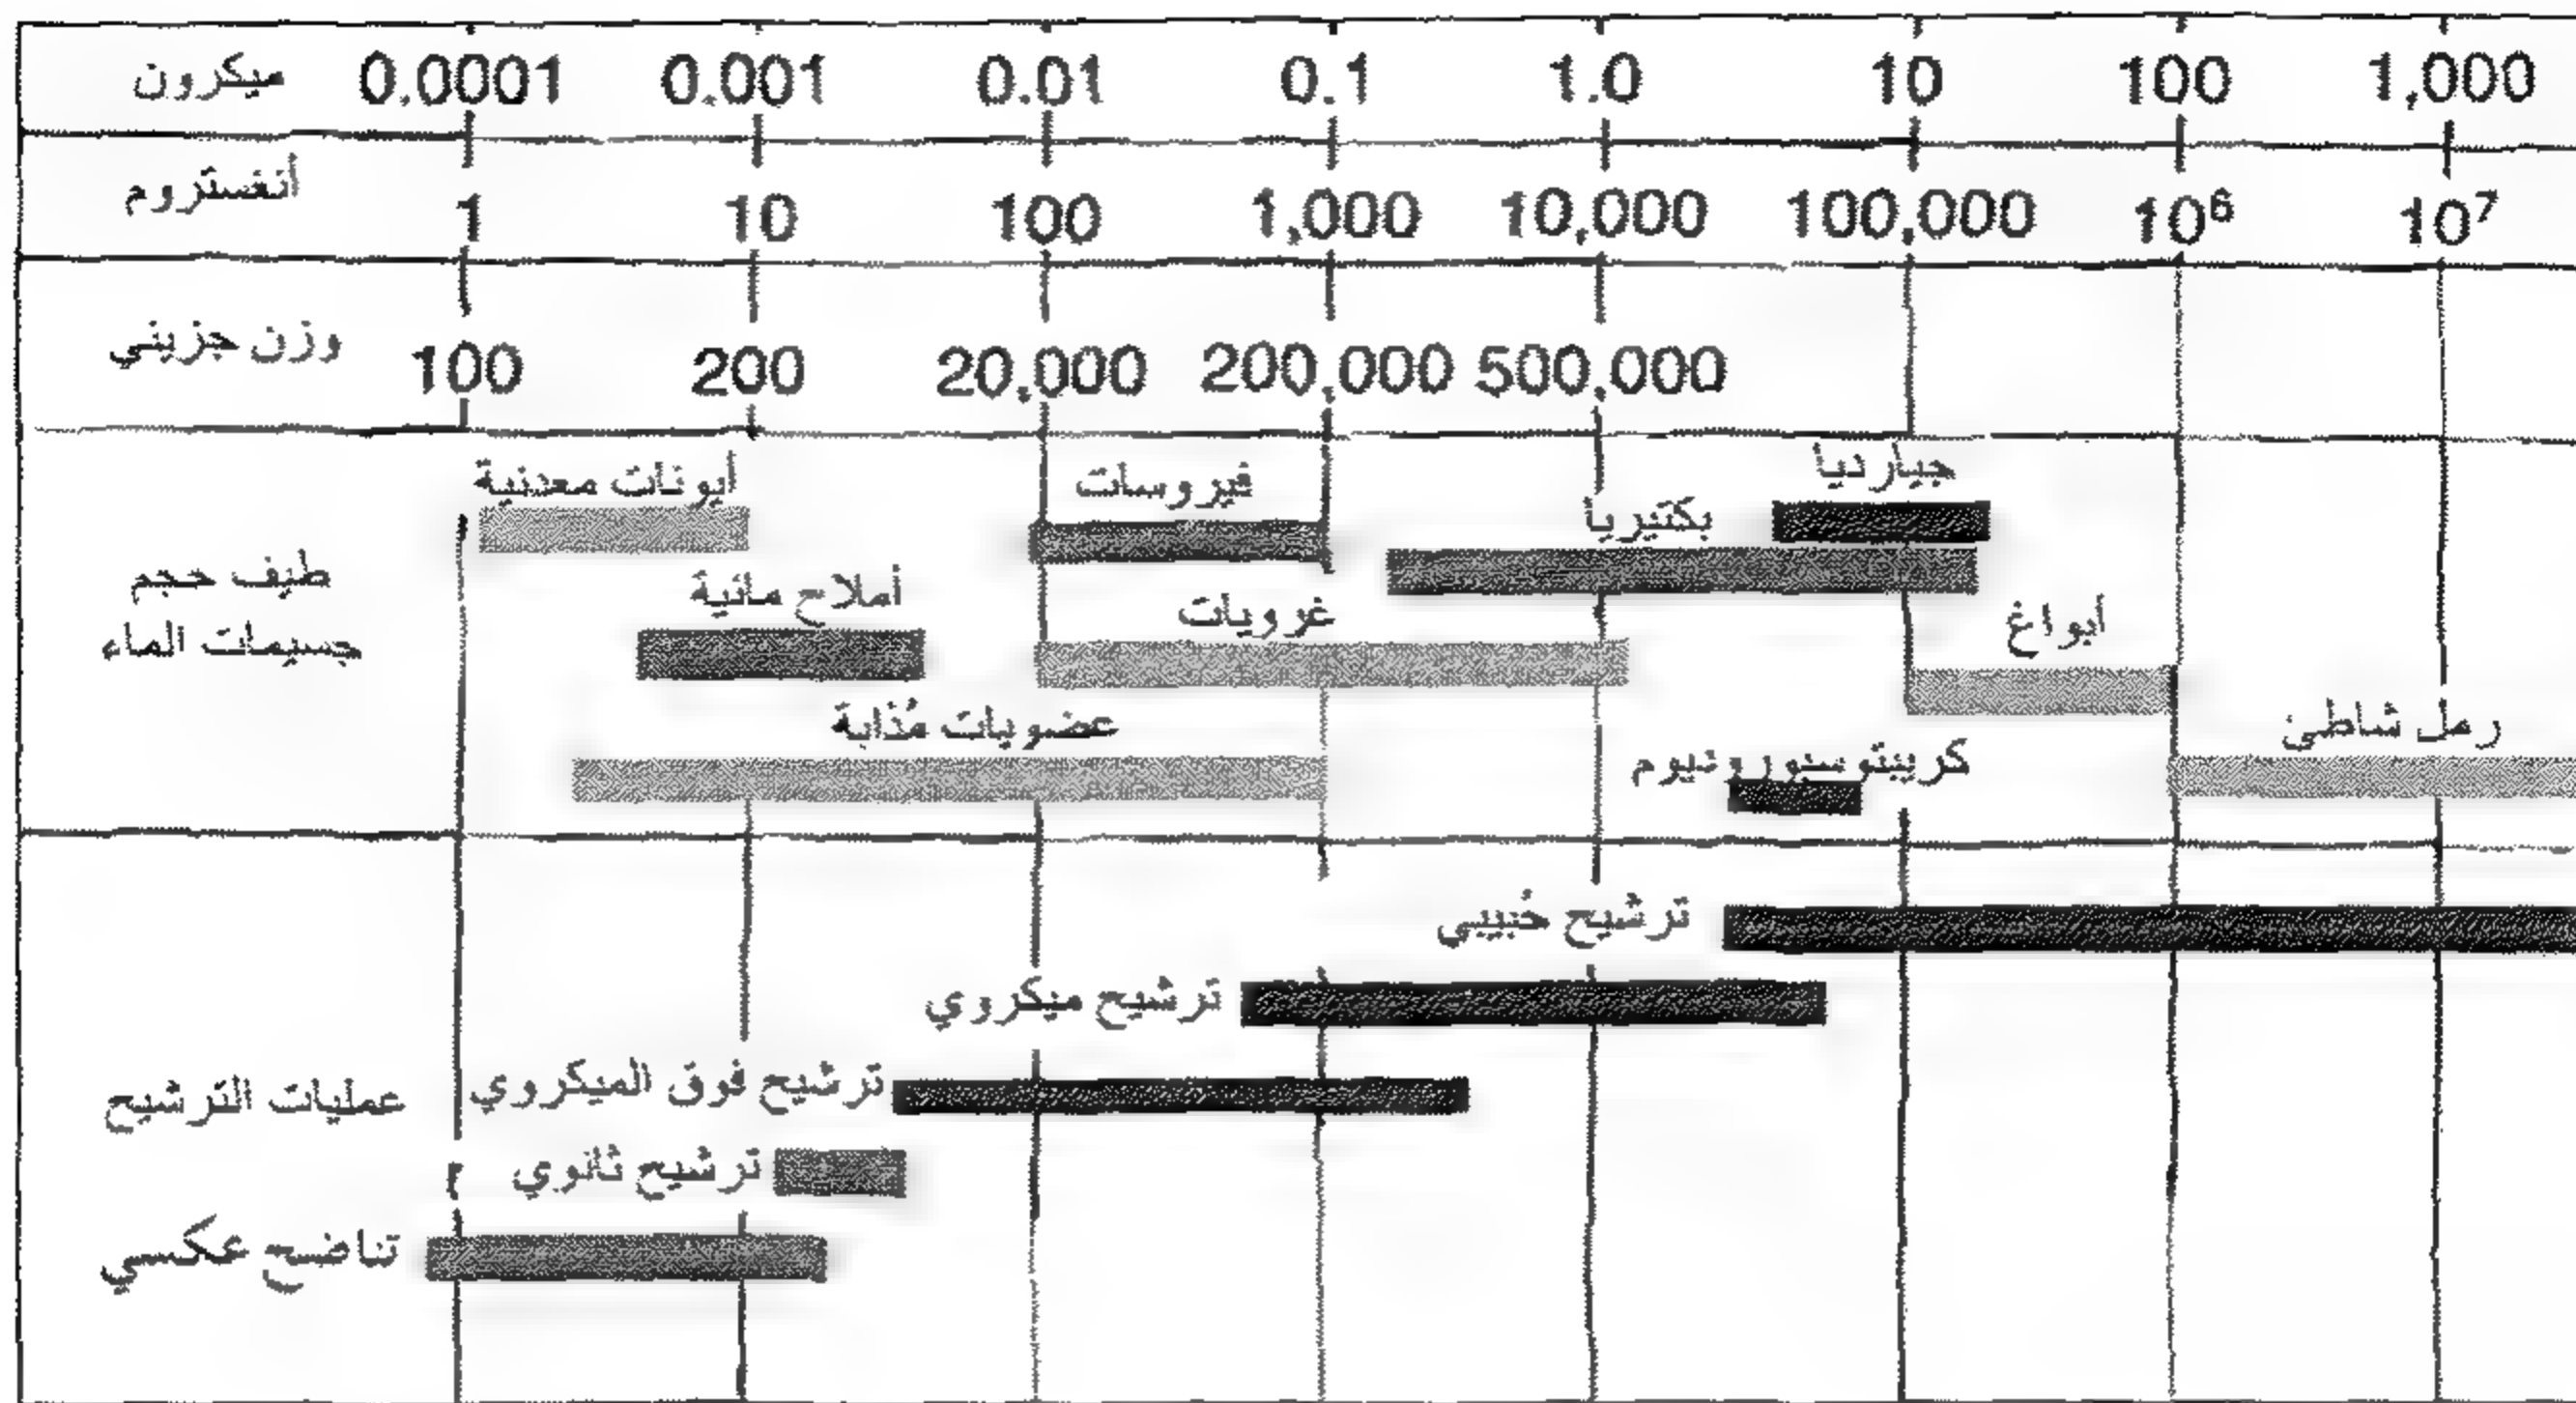 ميكرون 0.0001 0.001 0.01 0.1 1.0 10 100 1,000
أنغستروم 1 10 100 1,000 10,000 100,000 10⁶ 10⁷
وزن جزيئي 100 200 20,000 200,000 500,000
أيونات معدنية فيروسات بكتيريا جيارديا
طيف حجم
جسيمات الماء
أملاح مائية غرويات أبواغ
عضويات مُذابة كريبتوسبوروديوم رمل شاطئ
ترشيح حُبيبي
ترشيح ميكروي
عمليات الترشيح
ترشيح فوق الميكروي
ترشيح ثانوي
تناضح عكسي